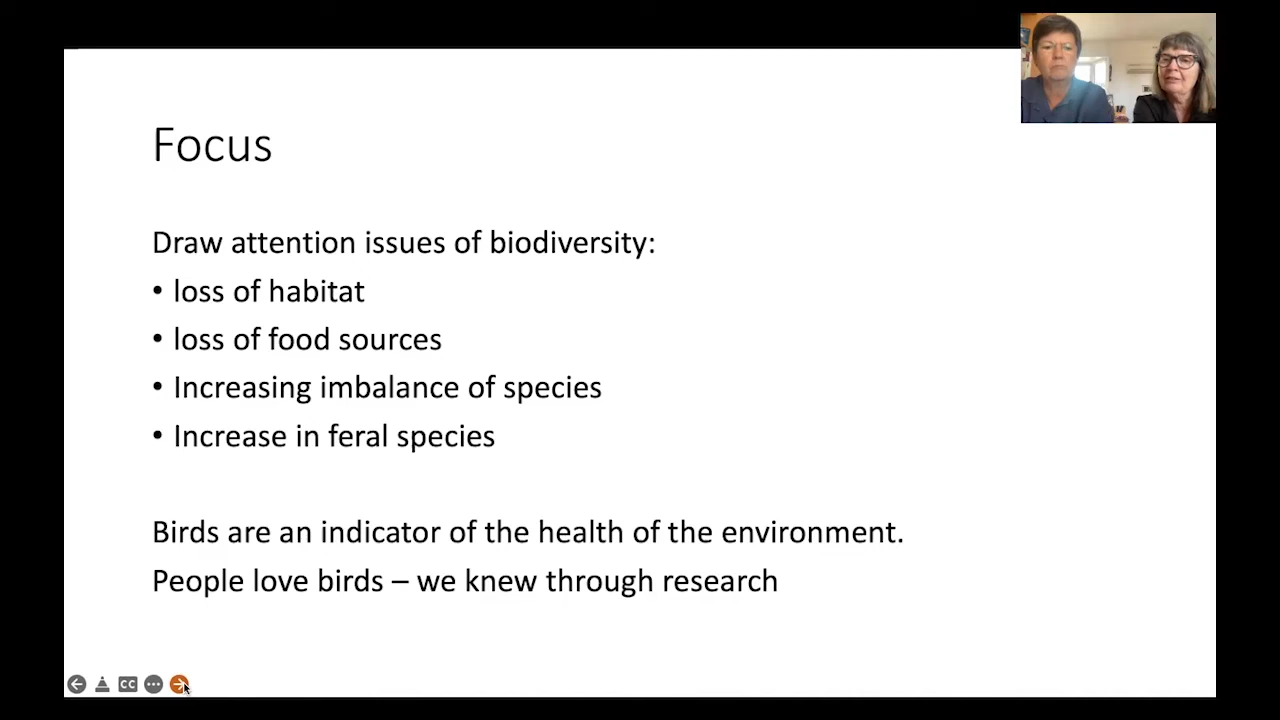 Focus
Draw attention issues of biodiversity:
• loss of habitat
• loss of food sources
• Increasing imbalance of species
• Increase in feral species
Birds are an indicator of the health of the environment.
People love birds – we knew through research
CC